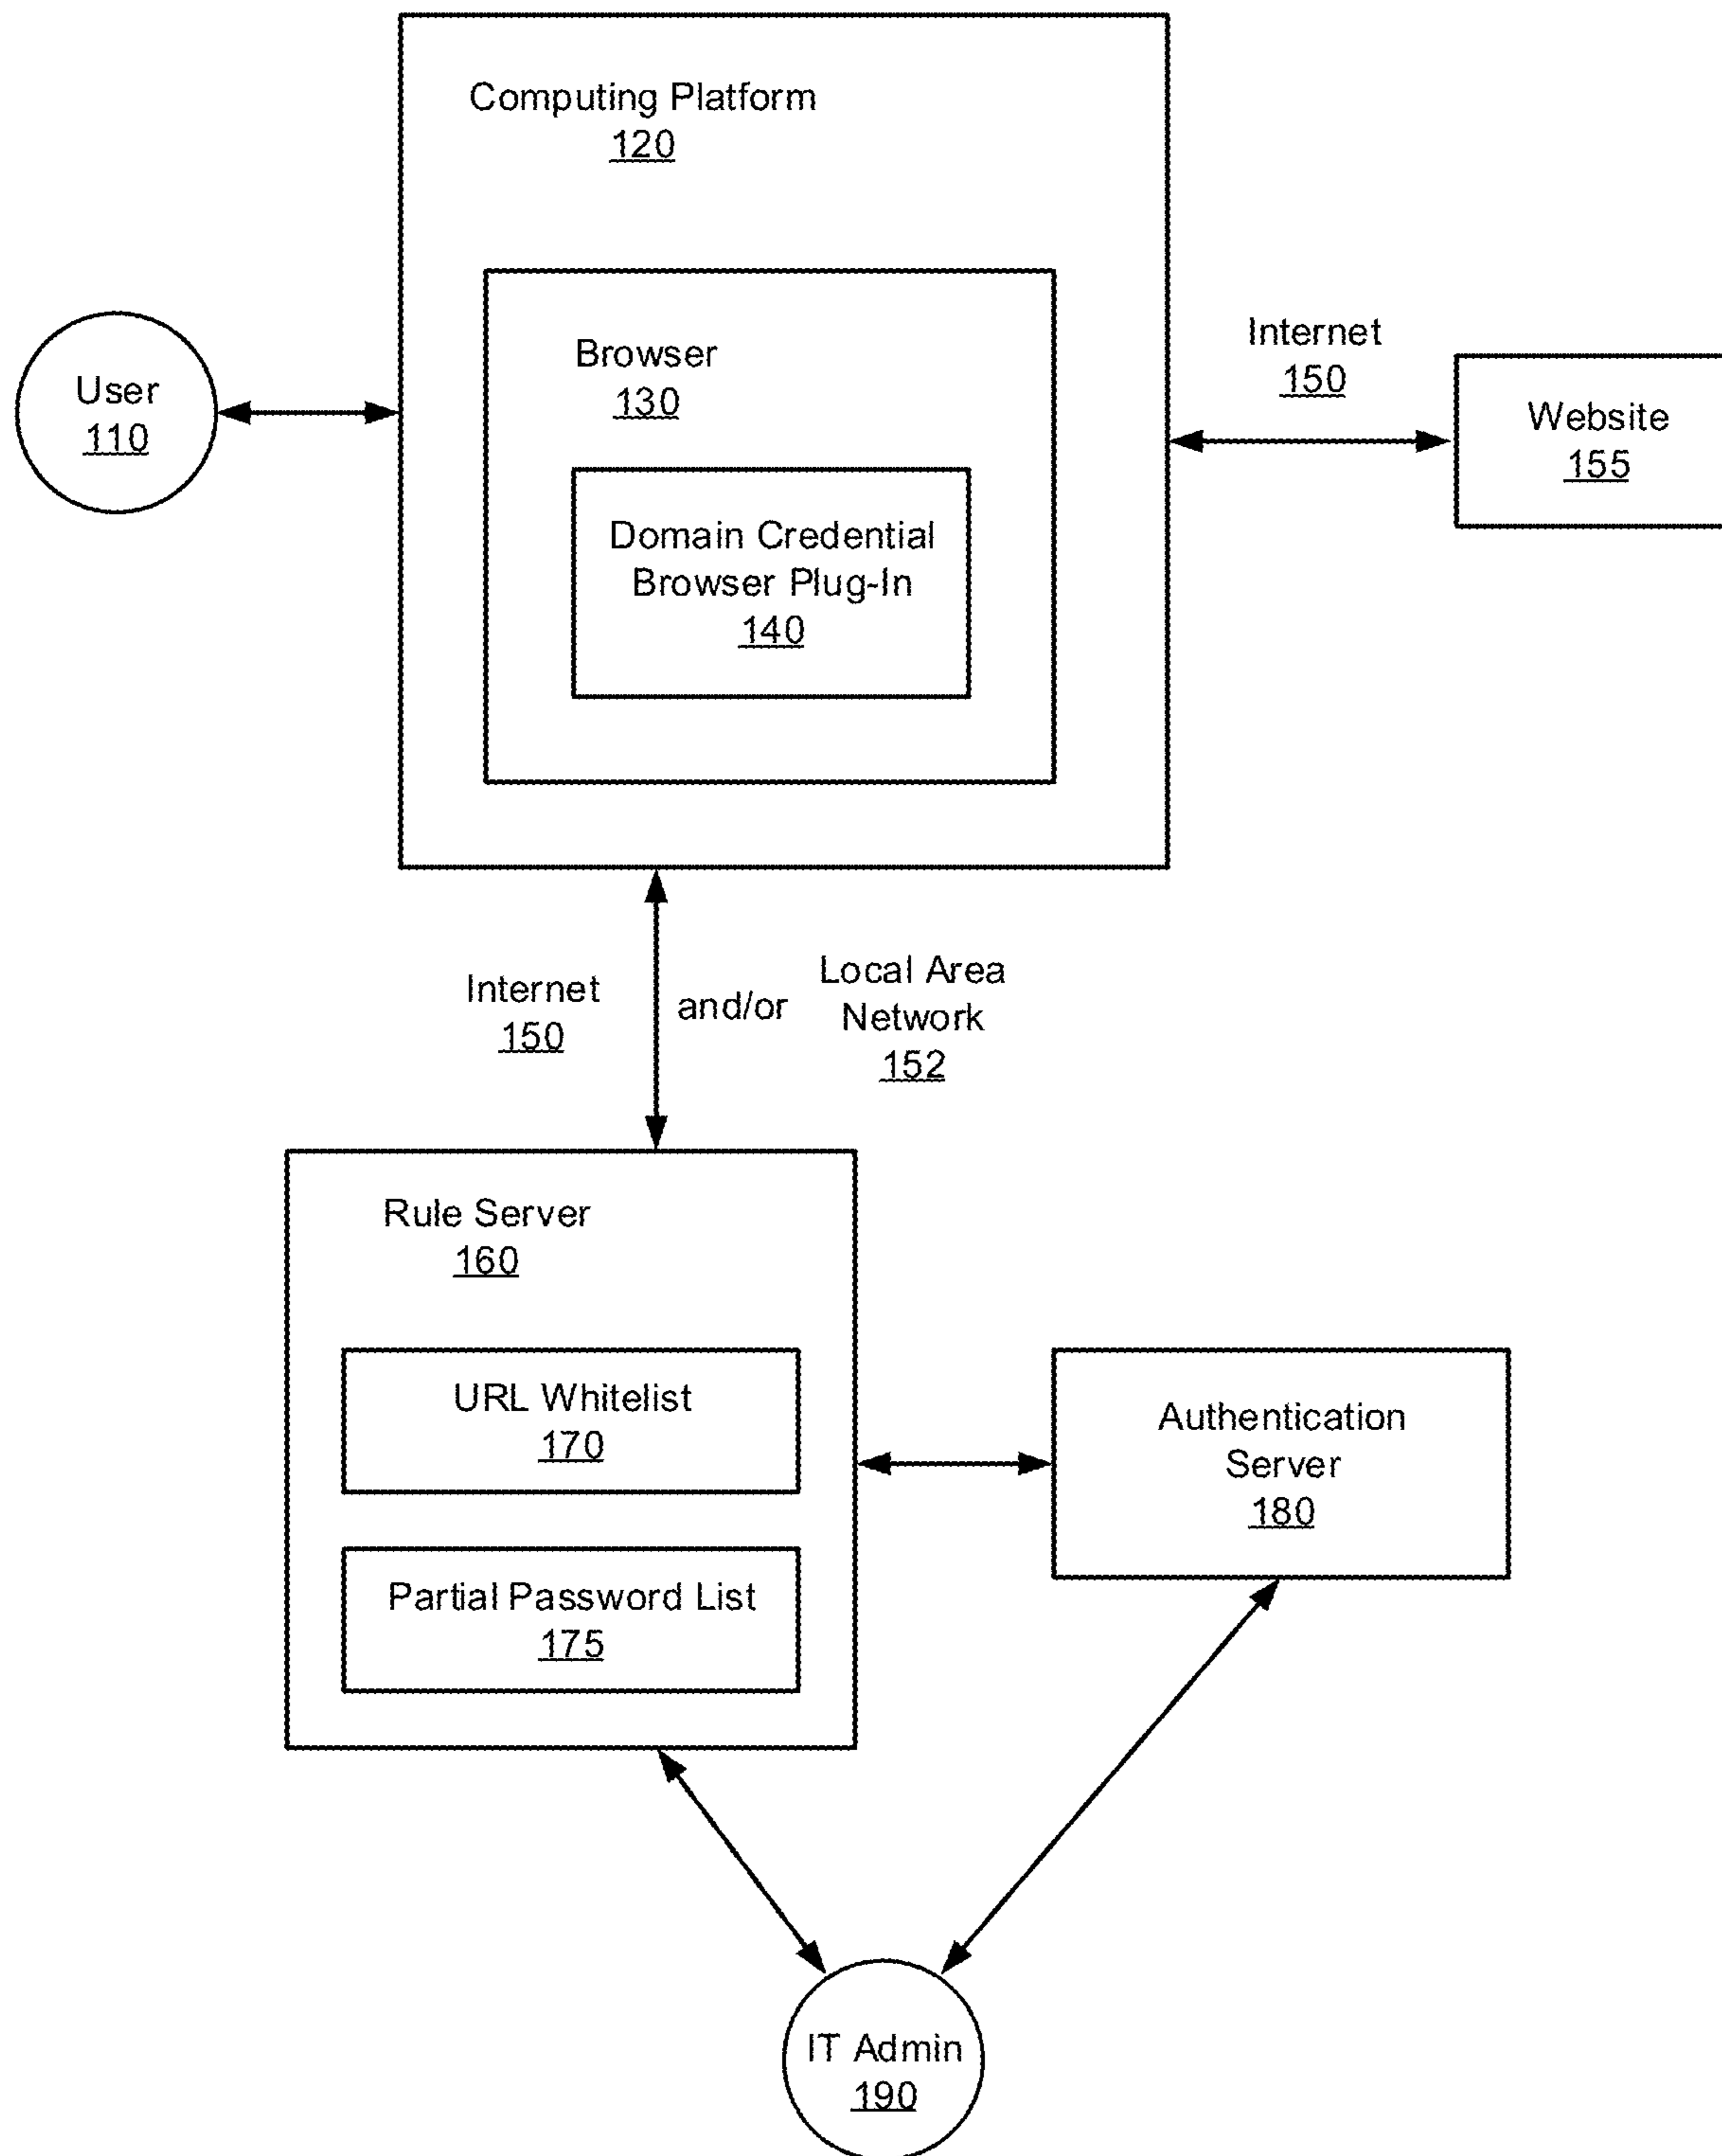 Computing Platform
120
User
110
Browser
130
Domain Credential
Browser Plug-In
140
Internet
150
Website
155
Internet
150
and/or
Local Area
Network
152
Rule Server
160
URL Whitelist
170
Partial Password List
175
Authentication
Server
180
IT Admin
190